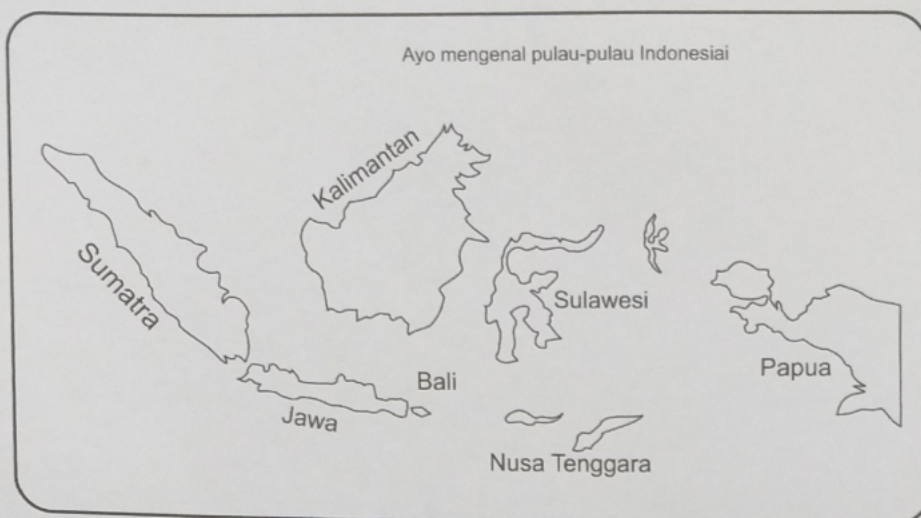 Ayo mengenal pulau-pulau Indonesiai
Kalimantan
Sumatra
Sulawesi
Papua
Bali
Jawa
Nusa Tenggara